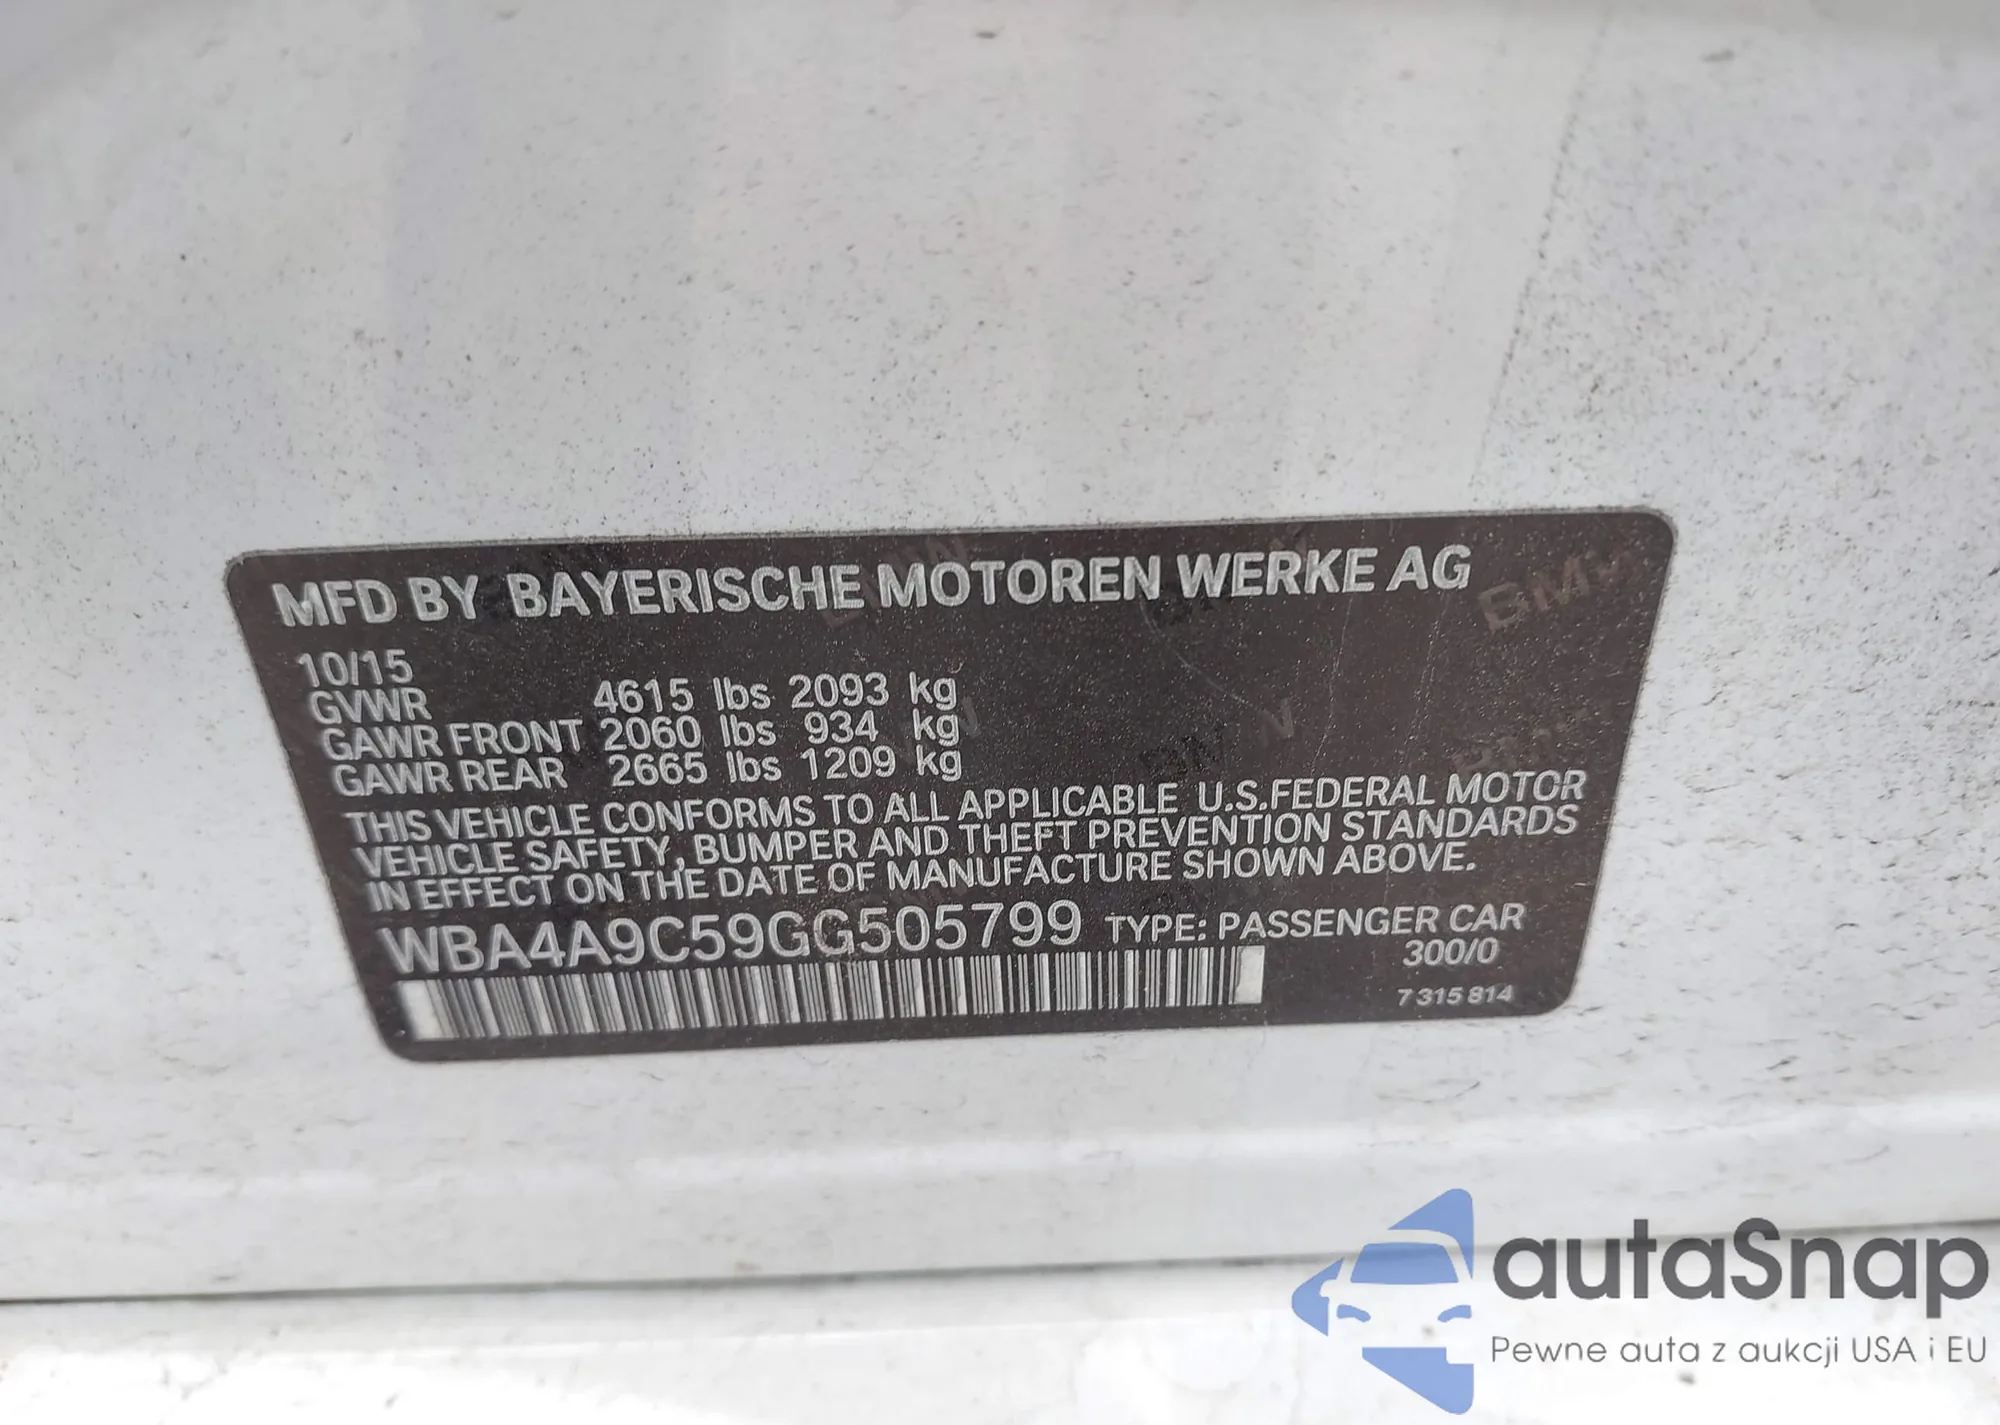 MFD BY BAYERISCHE MOTOREN WERKE AG
10/15
GVWR 4615 lbs 2093 kg
GAWR FRONT 2060 lbs 934 kg
GAWR REAR 2665 lbs 1209 kg
THIS VEHICLE CONFORMS TO ALL APPLICABLE U.S.FEDERAL MOTOR
VEHICLE SAFETY, BUMPER AND THEFT PREVENTION STANDARDS
IN EFFECT ON THE DATE OF MANUFACTURE SHOWN ABOVE.
WBA4A9C59GG505799 TYPE: PASSENGER CAR
300/0
7 315 814
autaSnap
Pewne auta z aukcji USA i EU